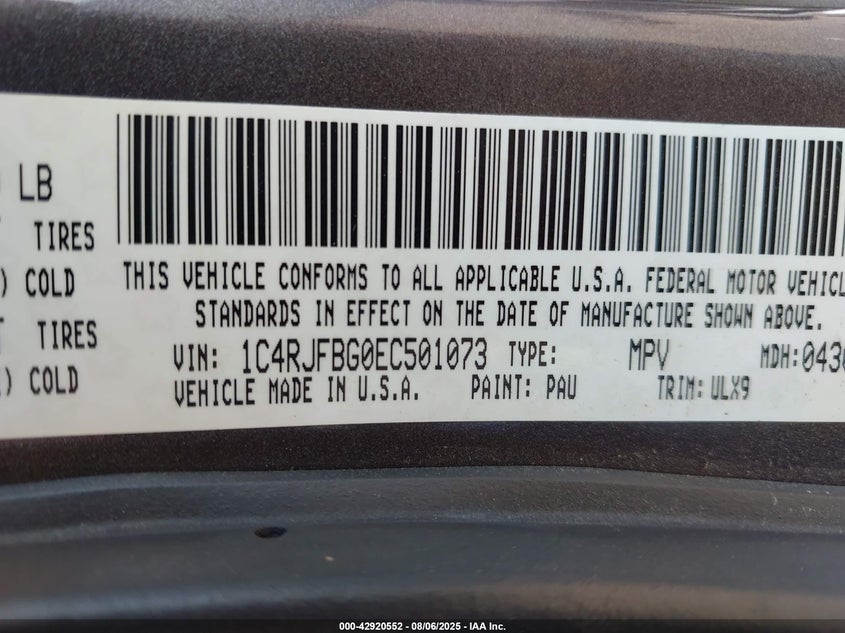 LB
TIRES
) COLD
TIRES
) COLD
THIS VEHICLE CONFORMS TO ALL APPLICABLE U.S.A. FEDERAL MOTOR VEHICL
STANDARDS IN EFFECT ON THE DATE OF MANUFACTURE SHOWN ABOVE.
VIN: 1C4RJFBG0EC501073 TYPE: MPV MDH:0430
VEHICLE MADE IN U.S.A. PAINT: PAU TRIM: ULX9
000-42920552 - 08/06/2025 - IAA Inc.